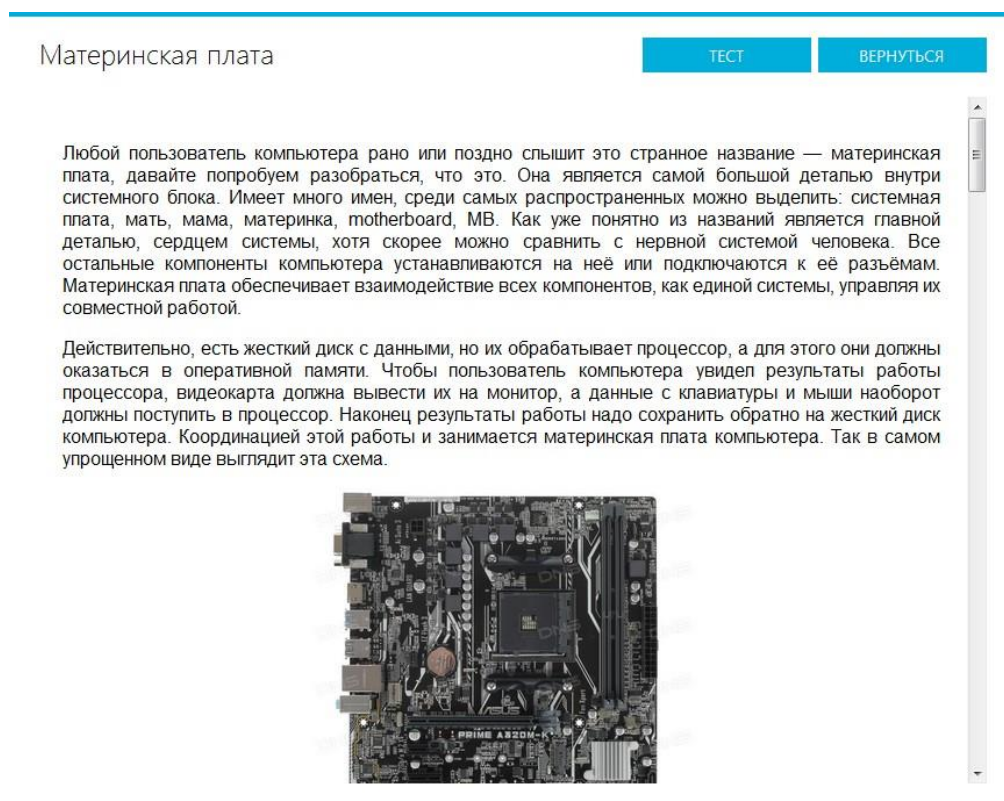 Материнская плата
ТЕСТ
ВЕРНУТЬСЯ
Любой пользователь компьютера рано или поздно слышит это странное название — материнская
плата, давайте попробуем разобраться, что это. Она является самой большой деталью внутри
системного блока. Имеет много имен, среди самых распространенных можно выделить: системная
плата, мать, мама, материнка, motherboard, MB. Как уже понятно из названий является главной
деталью, сердцем системы, хотя скорее можно сравнить с нервной системой человека. Все
остальные компоненты компьютера устанавливаются на неё или подключаются к её разъёмам.
Материнская плата обеспечивает взаимодействие всех компонентов, как единой системы, управляя их
совместной работой.
Действительно, есть жесткий диск с данными, но их обрабатывает процессор, а для этого они должны
оказаться в оперативной памяти. Чтобы пользователь компьютера увидел результаты работы
процессора, видеокарта должна вывести их на монитор, а данные с клавиатуры и мыши наоборот
должны поступить в процессор. Наконец результаты работы надо сохранить обратно на жесткий диск
компьютера. Координацией этой работы и занимается материнская плата компьютера. Так в самом
упрощенном виде выглядит эта схема.
DNS
ASUS
PRIME A320M-K